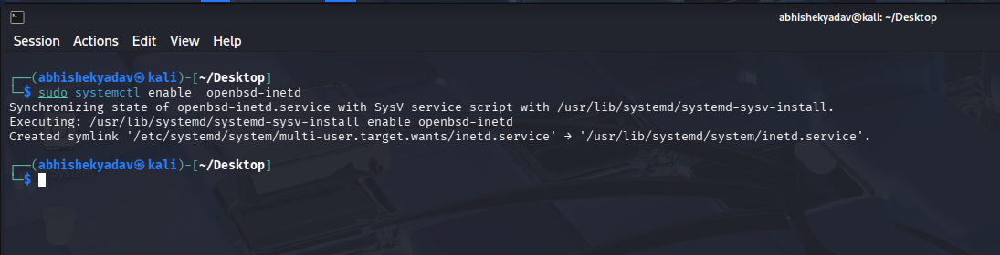 abhishekyadav@kali: ~/Desktop
Session Actions Edit View Help
┌──(abhishekyadav㉿kali)-[~/Desktop]
└─$ sudo systemctl enable  openbsd-inetd
Synchronizing state of openbsd-inetd.service with SysV service script with /usr/lib/systemd/systemd-sysv-install.
Executing: /usr/lib/systemd/systemd-sysv-install enable openbsd-inetd
Created symlink '/etc/systemd/system/multi-user.target.wants/inetd.service' → '/usr/lib/systemd/system/inetd.service'.
┌──(abhishekyadav㉿kali)-[~/Desktop]
└─$